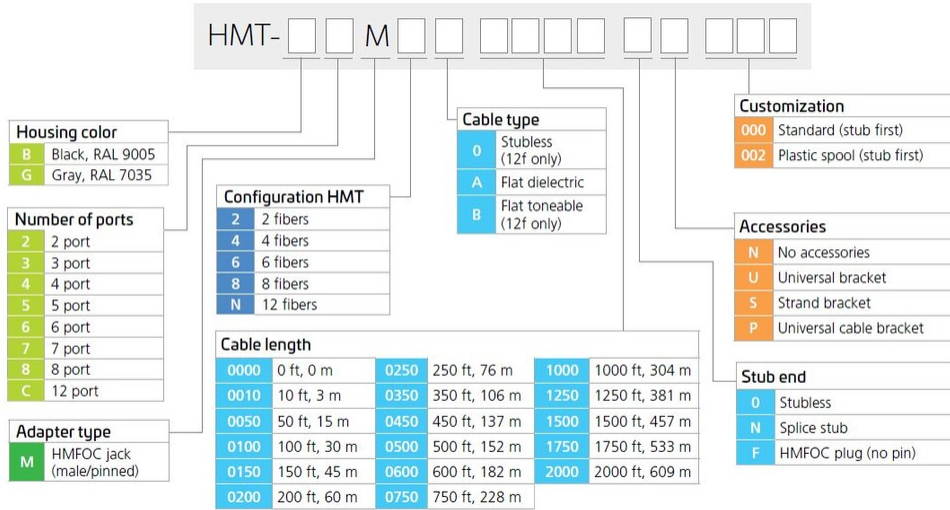 HMT- M
Housing color
B Black, RAL 9005
G Gray, RAL 7035
Number of ports
2 2 port
3 3 port
4 4 port
5 5 port
6 6 port
7 7 port
8 8 port
C 12 port
Adapter type
M HMFOC jack
(male/pinned)
Configuration HMT
2 2 fibers
4 4 fibers
6 6 fibers
8 8 fibers
N 12 fibers
Cable type
0 Stubless
(12f only)
A Flat dielectric
B Flat toneable
(12f only)
Cable length
0000 0 ft, 0 m 0250 250 ft, 76 m 1000 1000 ft, 304 m
0010 10 ft, 3 m 0350 350 ft, 106 m 1250 1250 ft, 381 m
0050 50 ft, 15 m 0450 450 ft, 137 m 1500 1500 ft, 457 m
0100 100 ft, 30 m 0500 500 ft, 152 m 1750 1750 ft, 533 m
0150 150 ft, 45 m 0600 600 ft, 182 m 2000 2000 ft, 609 m
0200 200 ft, 60 m 0750 750 ft, 228 m
Customization
000 Standard (stub first)
002 Plastic spool (stub first)
Accessories
N No accessories
U Universal bracket
S Strand bracket
P Universal cable bracket
Stub end
0 Stubless
N Splice stub
F HMFOC plug (no pin)